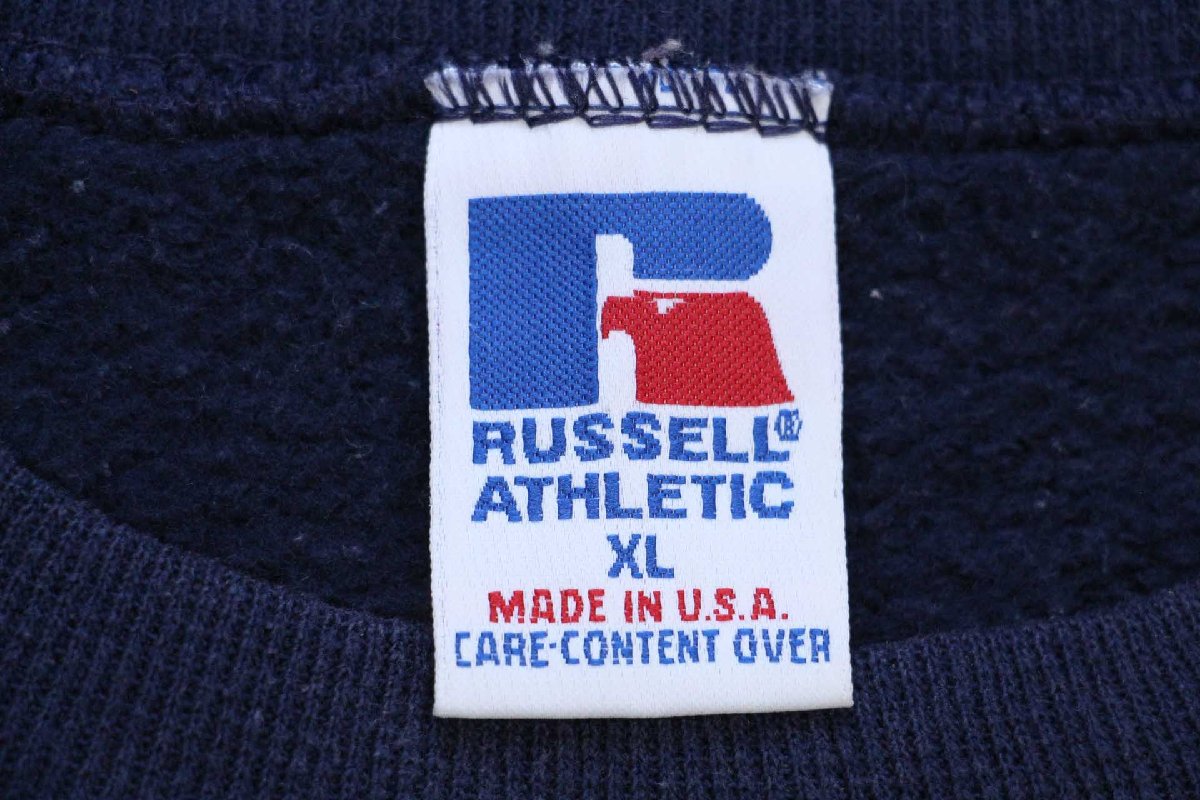 RUSSELL®
ATHLETIC
XL
MADE IN U.S.A.
CARE-CONTENT OVER